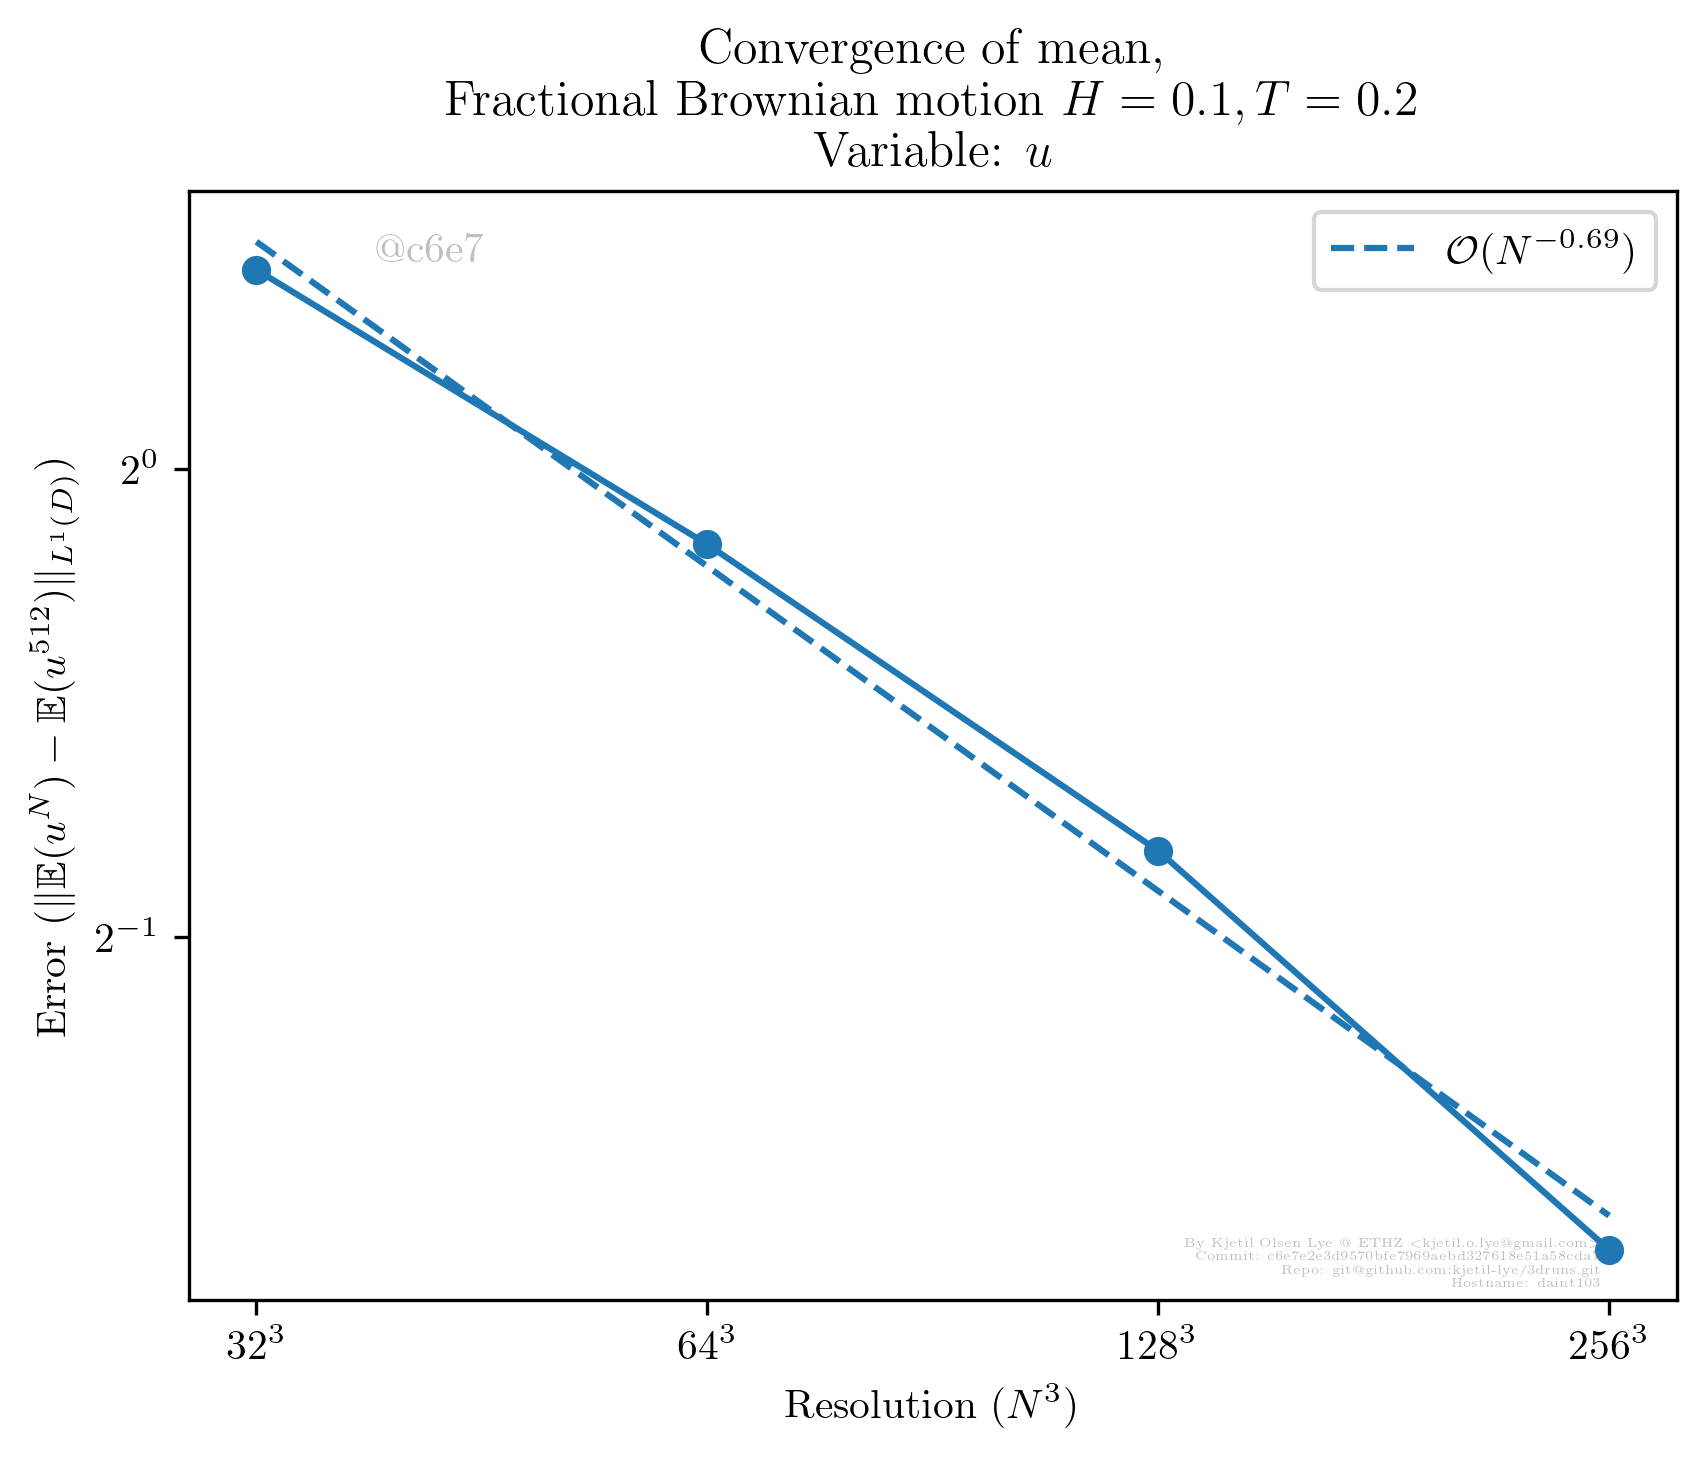 Convergence of mean,
Fractional Brownian motion H = 0.1, T = 0.2
Variable: u
@c6e7
𝒪(N^{-0.69})
2^0
2^{-1}
Error (||𝔼(u^N) − 𝔼(u^{512})||_{L^1(D)})
By Kjetil Olsen Lye @ ETHZ <kjetil.o.lye@gmail.com>
Commit: c6e7e2e3d9570bfe7969aebd327618e51a58cda7
Repo: git@github.com:kjetil-lye/3druns.git
Hostname: daint103
32^3 64^3 128^3 256^3
Resolution (N^3)